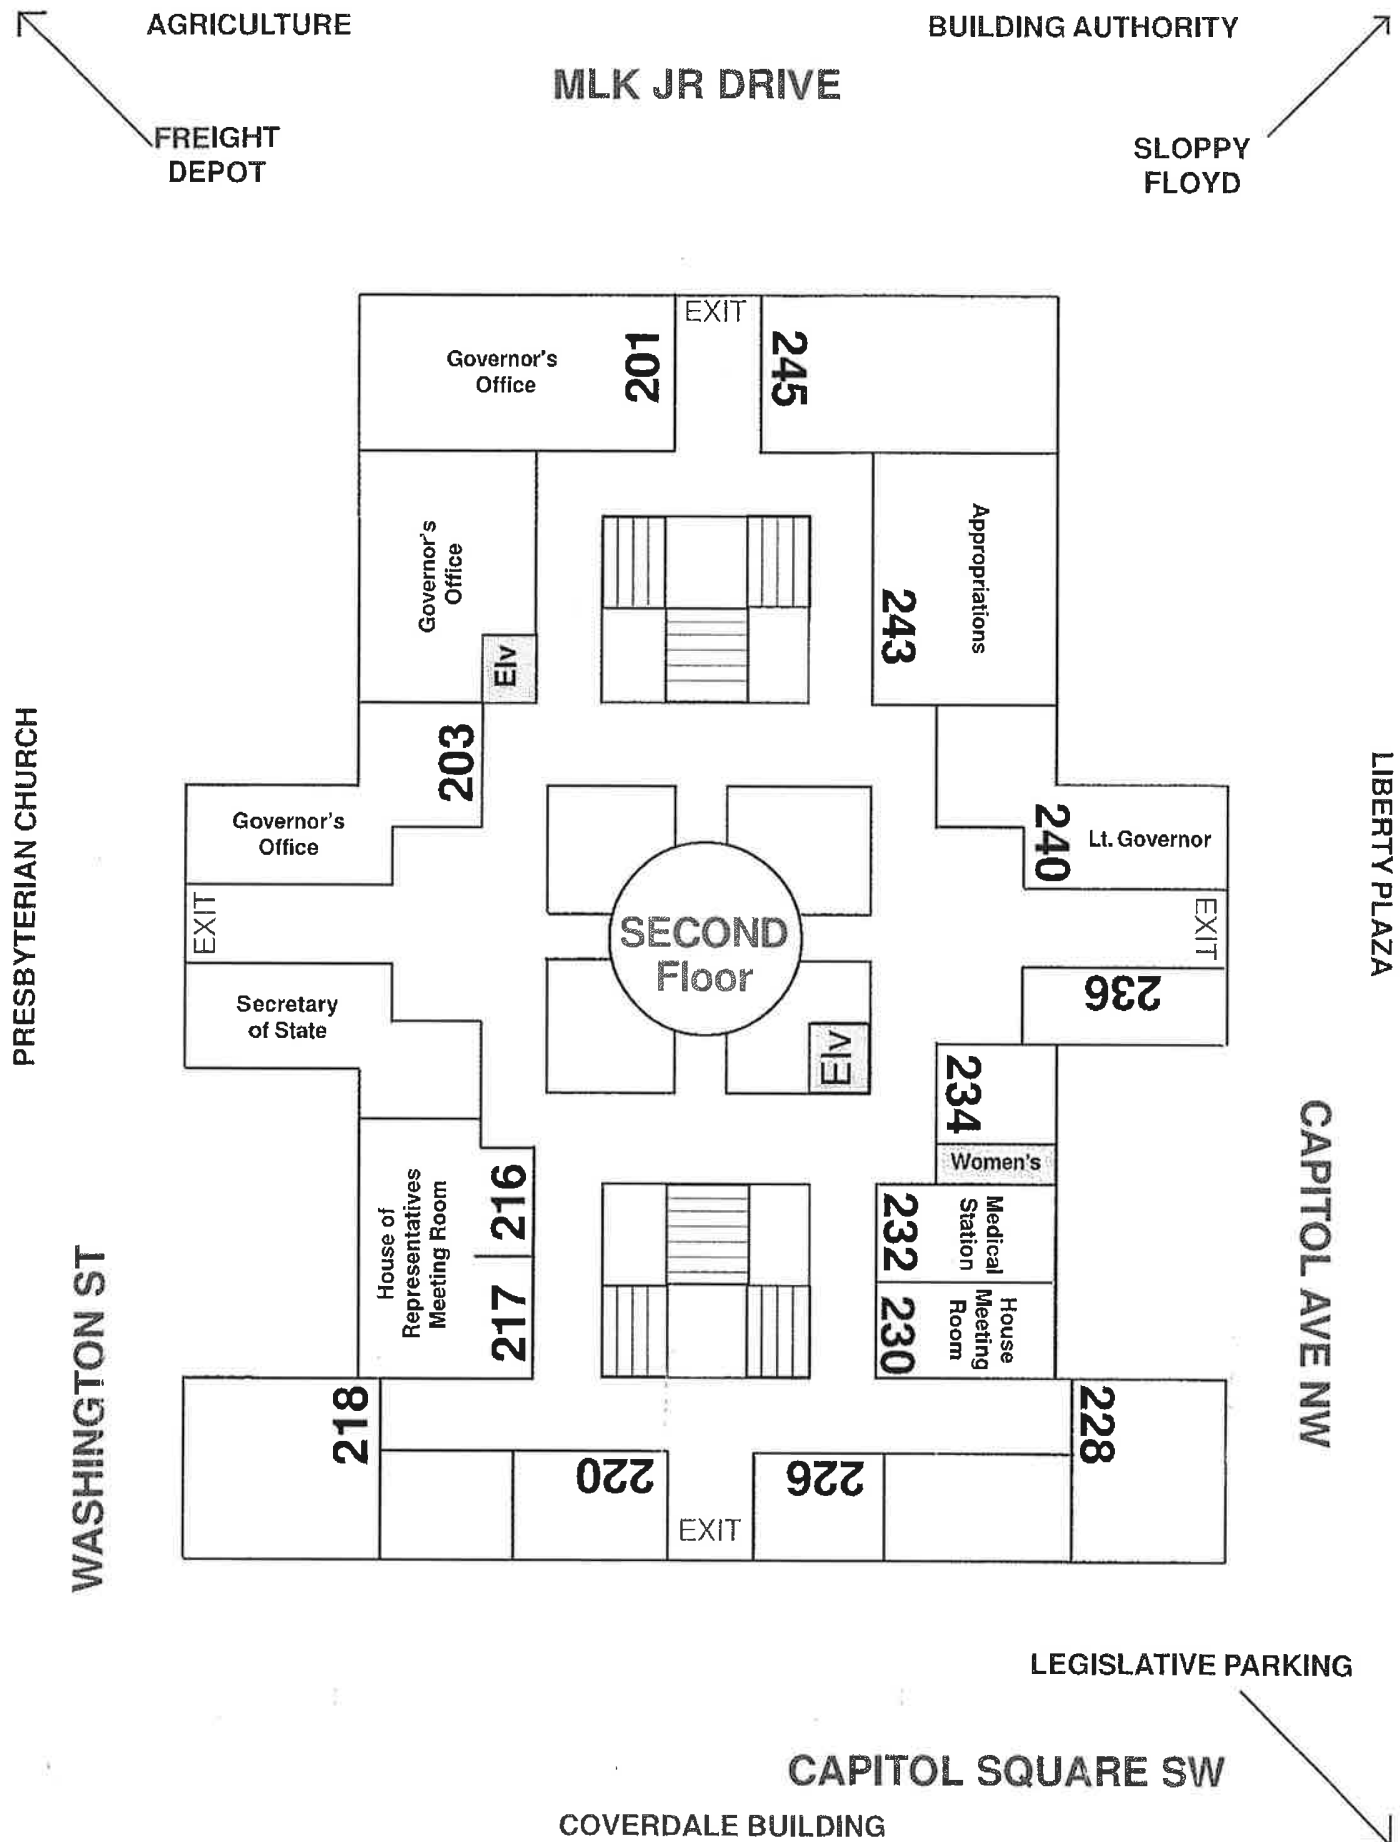 AGRICULTURE
BUILDING AUTHORITY
MLK JR DRIVE
FREIGHT
DEPOT
SLOPPY
FLOYD
EXIT
Governor's
Office
201
245
Governor's
Office
Elv
Appropriations
243
203
Governor's
Office
240
Lt. Governor
PRESBYTERIAN CHURCH
LIBERTY PLAZA
EXIT
SECOND
Floor
EXIT
Secretary
of State
236
Elv
234
Women's
House of
Representatives
Meeting Room
216
217
232
Medical
Station
230
House
Meeting
Room
WASHINGTON ST
CAPITOL AVE NW
218
228
220
226
EXIT
LEGISLATIVE PARKING
CAPITOL SQUARE SW
COVERDALE BUILDING